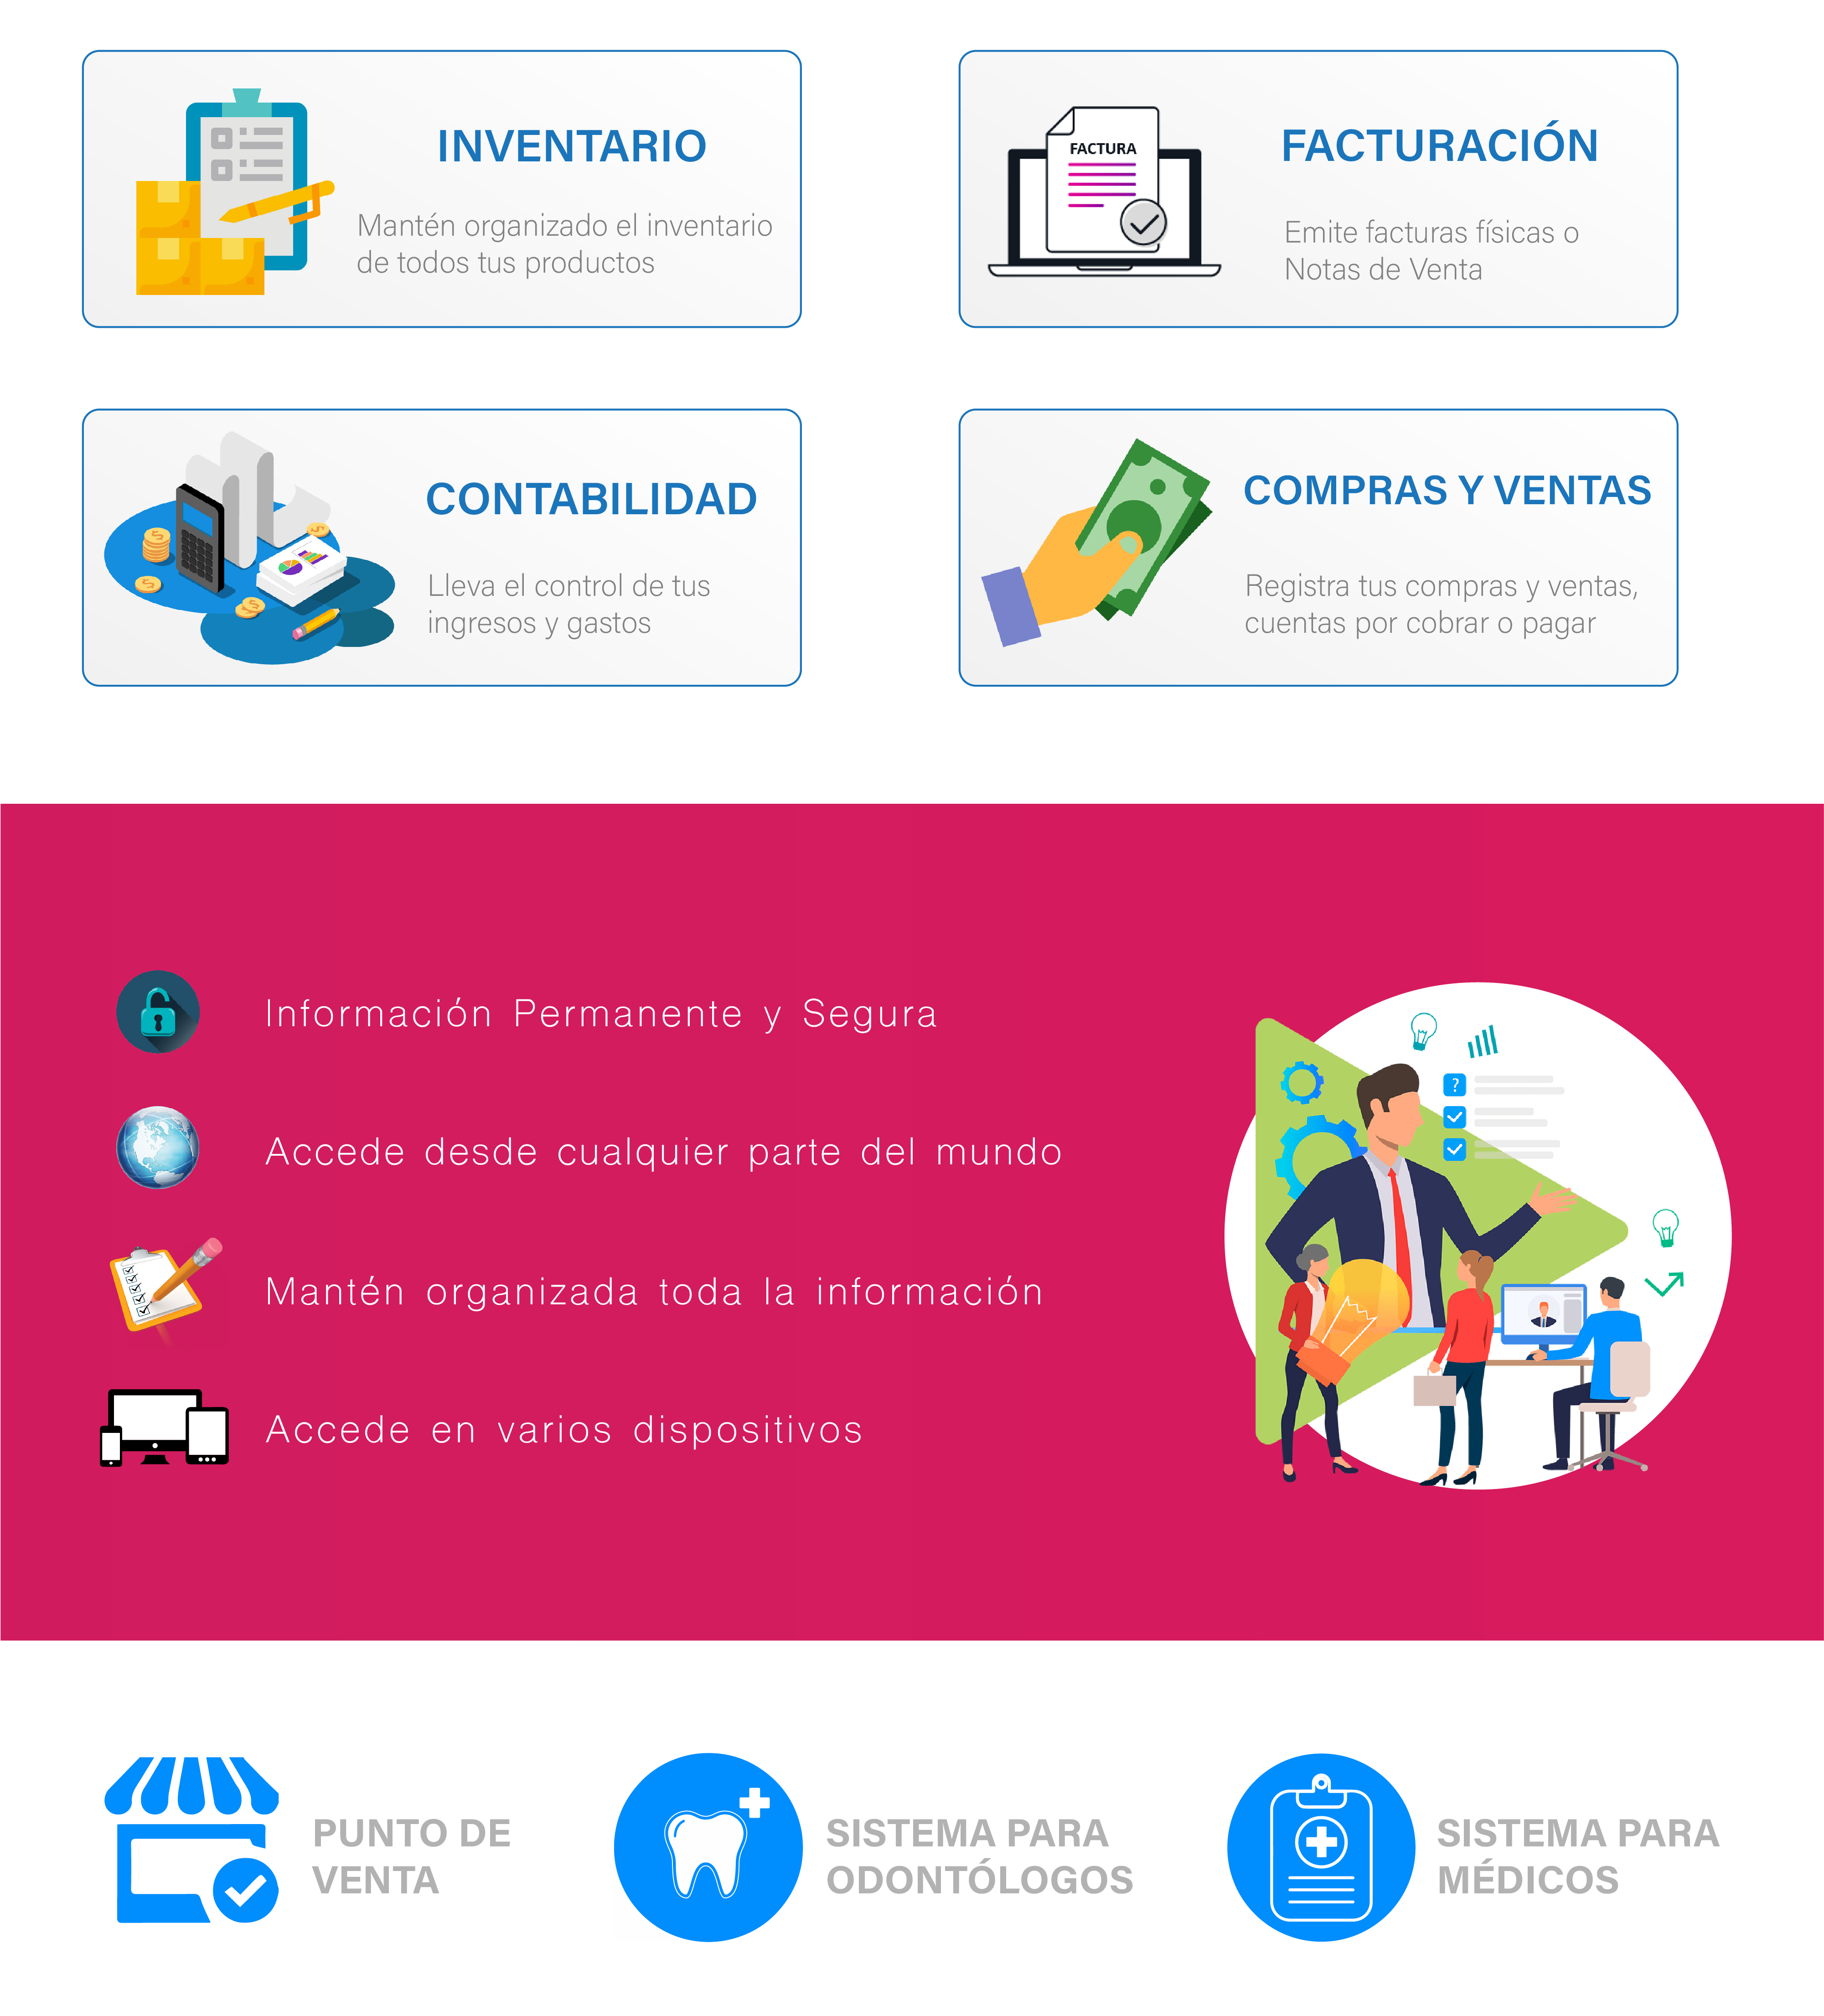 INVENTARIO
Mantén organizado el inventario
de todos tus productos
FACTURA
FACTURACIÓN
Emite facturas físicas o
Notas de Venta
CONTABILIDAD
Lleva el control de tus
ingresos y gastos
COMPRAS Y VENTAS
Registra tus compras y ventas,
cuentas por cobrar o pagar
Información Permanente y Segura
Accede desde cualquier parte del mundo
Mantén organizada toda la información
Accede en varios dispositivos
?
PUNTO DE
VENTA
SISTEMA PARA
ODONTÓLOGOS
SISTEMA PARA
MÉDICOS